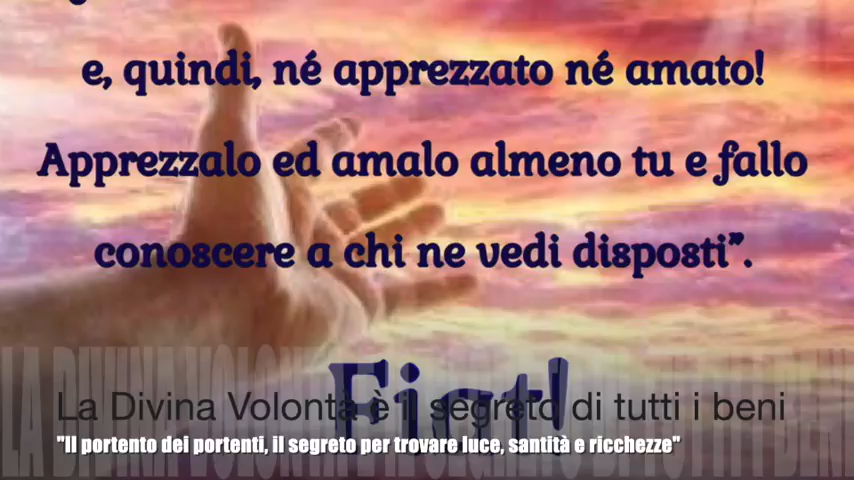 e, quindi, né apprezzato né amato!
Apprezzalo ed amalo almeno tu e fallo
conoscere a chi ne vedi disposti”.
Fiat!
La Divina Volontà è il segreto di tutti i beni
"Il portento dei portenti, il segreto per trovare luce, santità e ricchezze"